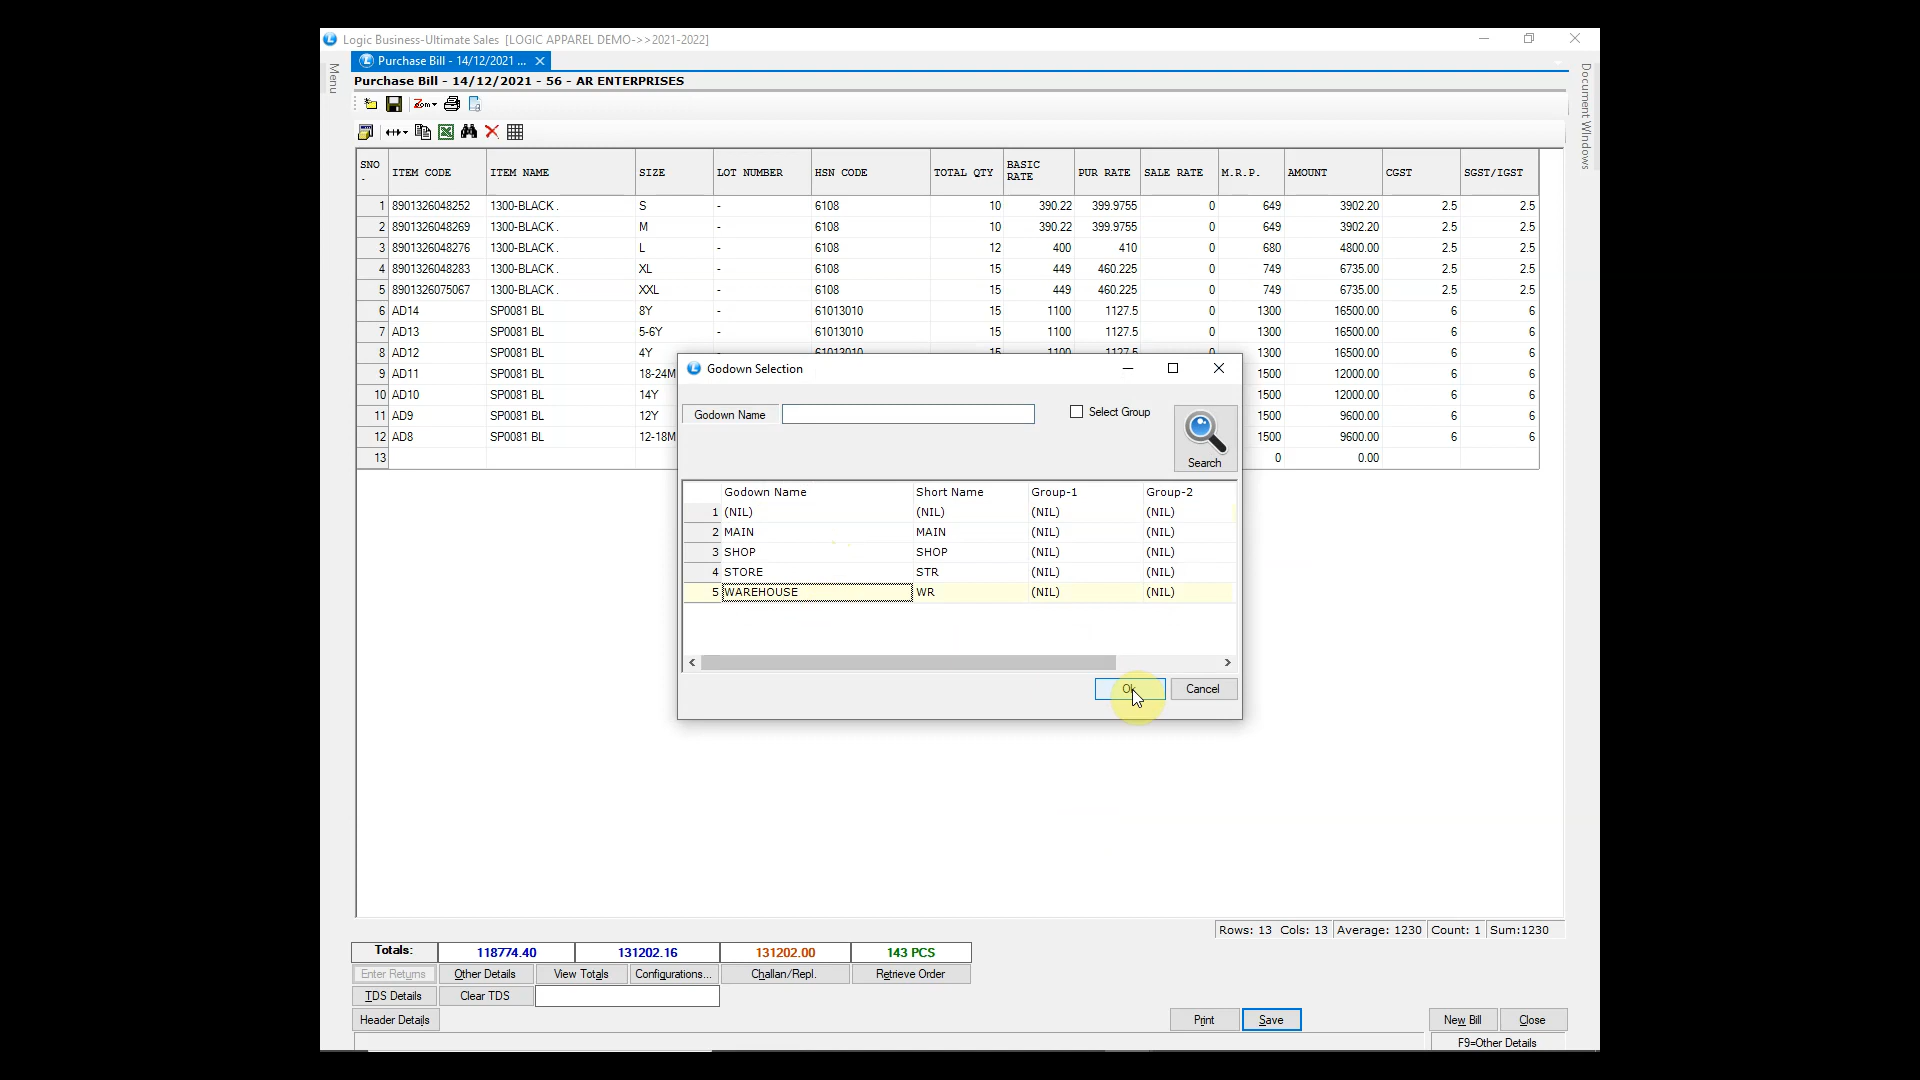 Logic Business-Ultimate Sales [LOGIC APPAREL DEMO->>2021-2022]
Menu
Purchase Bill - 14/12/2021 ...
Document Windows
Purchase Bill - 14/12/2021 - 56 - AR ENTERPRISES
Zom
SNO ITEM CODE ITEM NAME SIZE LOT NUMBER HSN CODE TOTAL QTY BASIC RATE PUR RATE SALE RATE M.R.P. AMOUNT CGST SGST/IGST
1 8901326048252 1300-BLACK . S - 6108 10 390.22 399.9755 0 649 3902.20 2.5 2.5
2 8901326048269 1300-BLACK . M - 6108 10 390.22 399.9755 0 649 3902.20 2.5 2.5
3 8901326048276 1300-BLACK . L - 6108 12 400 410 0 680 4800.00 2.5 2.5
4 8901326048283 1300-BLACK . XL - 6108 15 449 460.225 0 749 6735.00 2.5 2.5
5 8901326075067 1300-BLACK . XXL - 6108 15 449 460.225 0 749 6735.00 2.5 2.5
6 AD14 SP0081 BL 8Y - 61013010 15 1100 1127.5 0 1300 16500.00 6 6
7 AD13 SP0081 BL 5-6Y - 61013010 15 1100 1127.5 0 1300 16500.00 6 6
8 AD12 SP0081 BL 4Y - 61013010 15 1100 1127.5 0 1300 16500.00 6 6
9 AD11 SP0081 BL 18-24M 1500 12000.00 6 6
10 AD10 SP0081 BL 14Y 1500 12000.00 6 6
11 AD9 SP0081 BL 12Y 1500 9600.00 6 6
12 AD8 SP0081 BL 12-18M 1500 9600.00 6 6
13 0 0.00
Godown Selection
Godown Name
Select Group
Search
Godown Name Short Name Group-1 Group-2
1 (NIL) (NIL) (NIL) (NIL)
2 MAIN MAIN (NIL) (NIL)
3 SHOP SHOP (NIL) (NIL)
4 STORE STR (NIL) (NIL)
5 WAREHOUSE WR (NIL) (NIL)
Ok Cancel
Rows: 13 Cols: 13 Average: 1230 Count: 1 Sum:1230
Totals: 118774.40 131202.16 131202.00 143 PCS
Enter Returns Other Details View Totals Configurations... Challan/Repl. Retrieve Order
TDS Details Clear TDS
Header Details Print Save New Bill Close
F9=Other Details